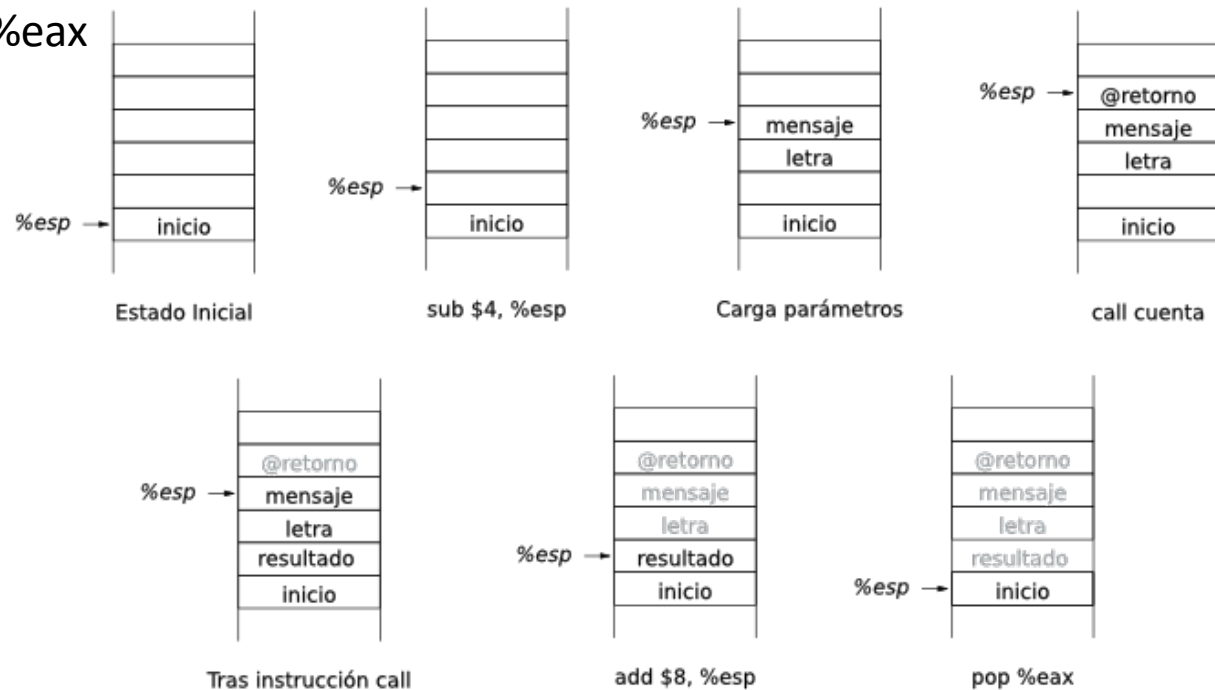 %eax
%esp
inicio
Estado Inicial
%esp
inicio
sub $4, %esp
%esp
mensaje
letra
inicio
Carga parámetros
%esp
@retorno
mensaje
letra
inicio
call cuenta
@retorno
%esp
mensaje
letra
resultado
inicio
Tras instrucción call
@retorno
mensaje
letra
%esp
resultado
inicio
add $8, %esp
@retorno
mensaje
letra
resultado
%esp
inicio
pop %eax